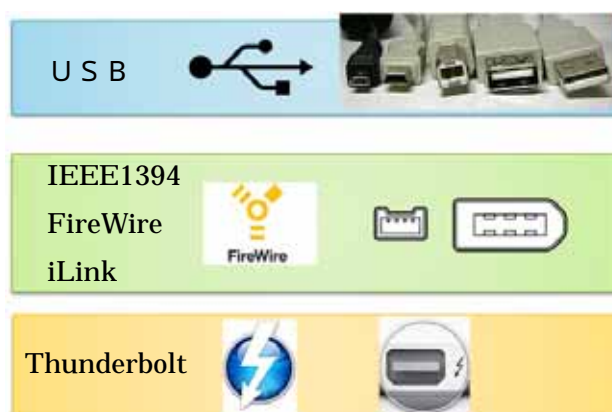 USB
IEEE1394
FireWire
iLink
FireWire
Thunderbolt